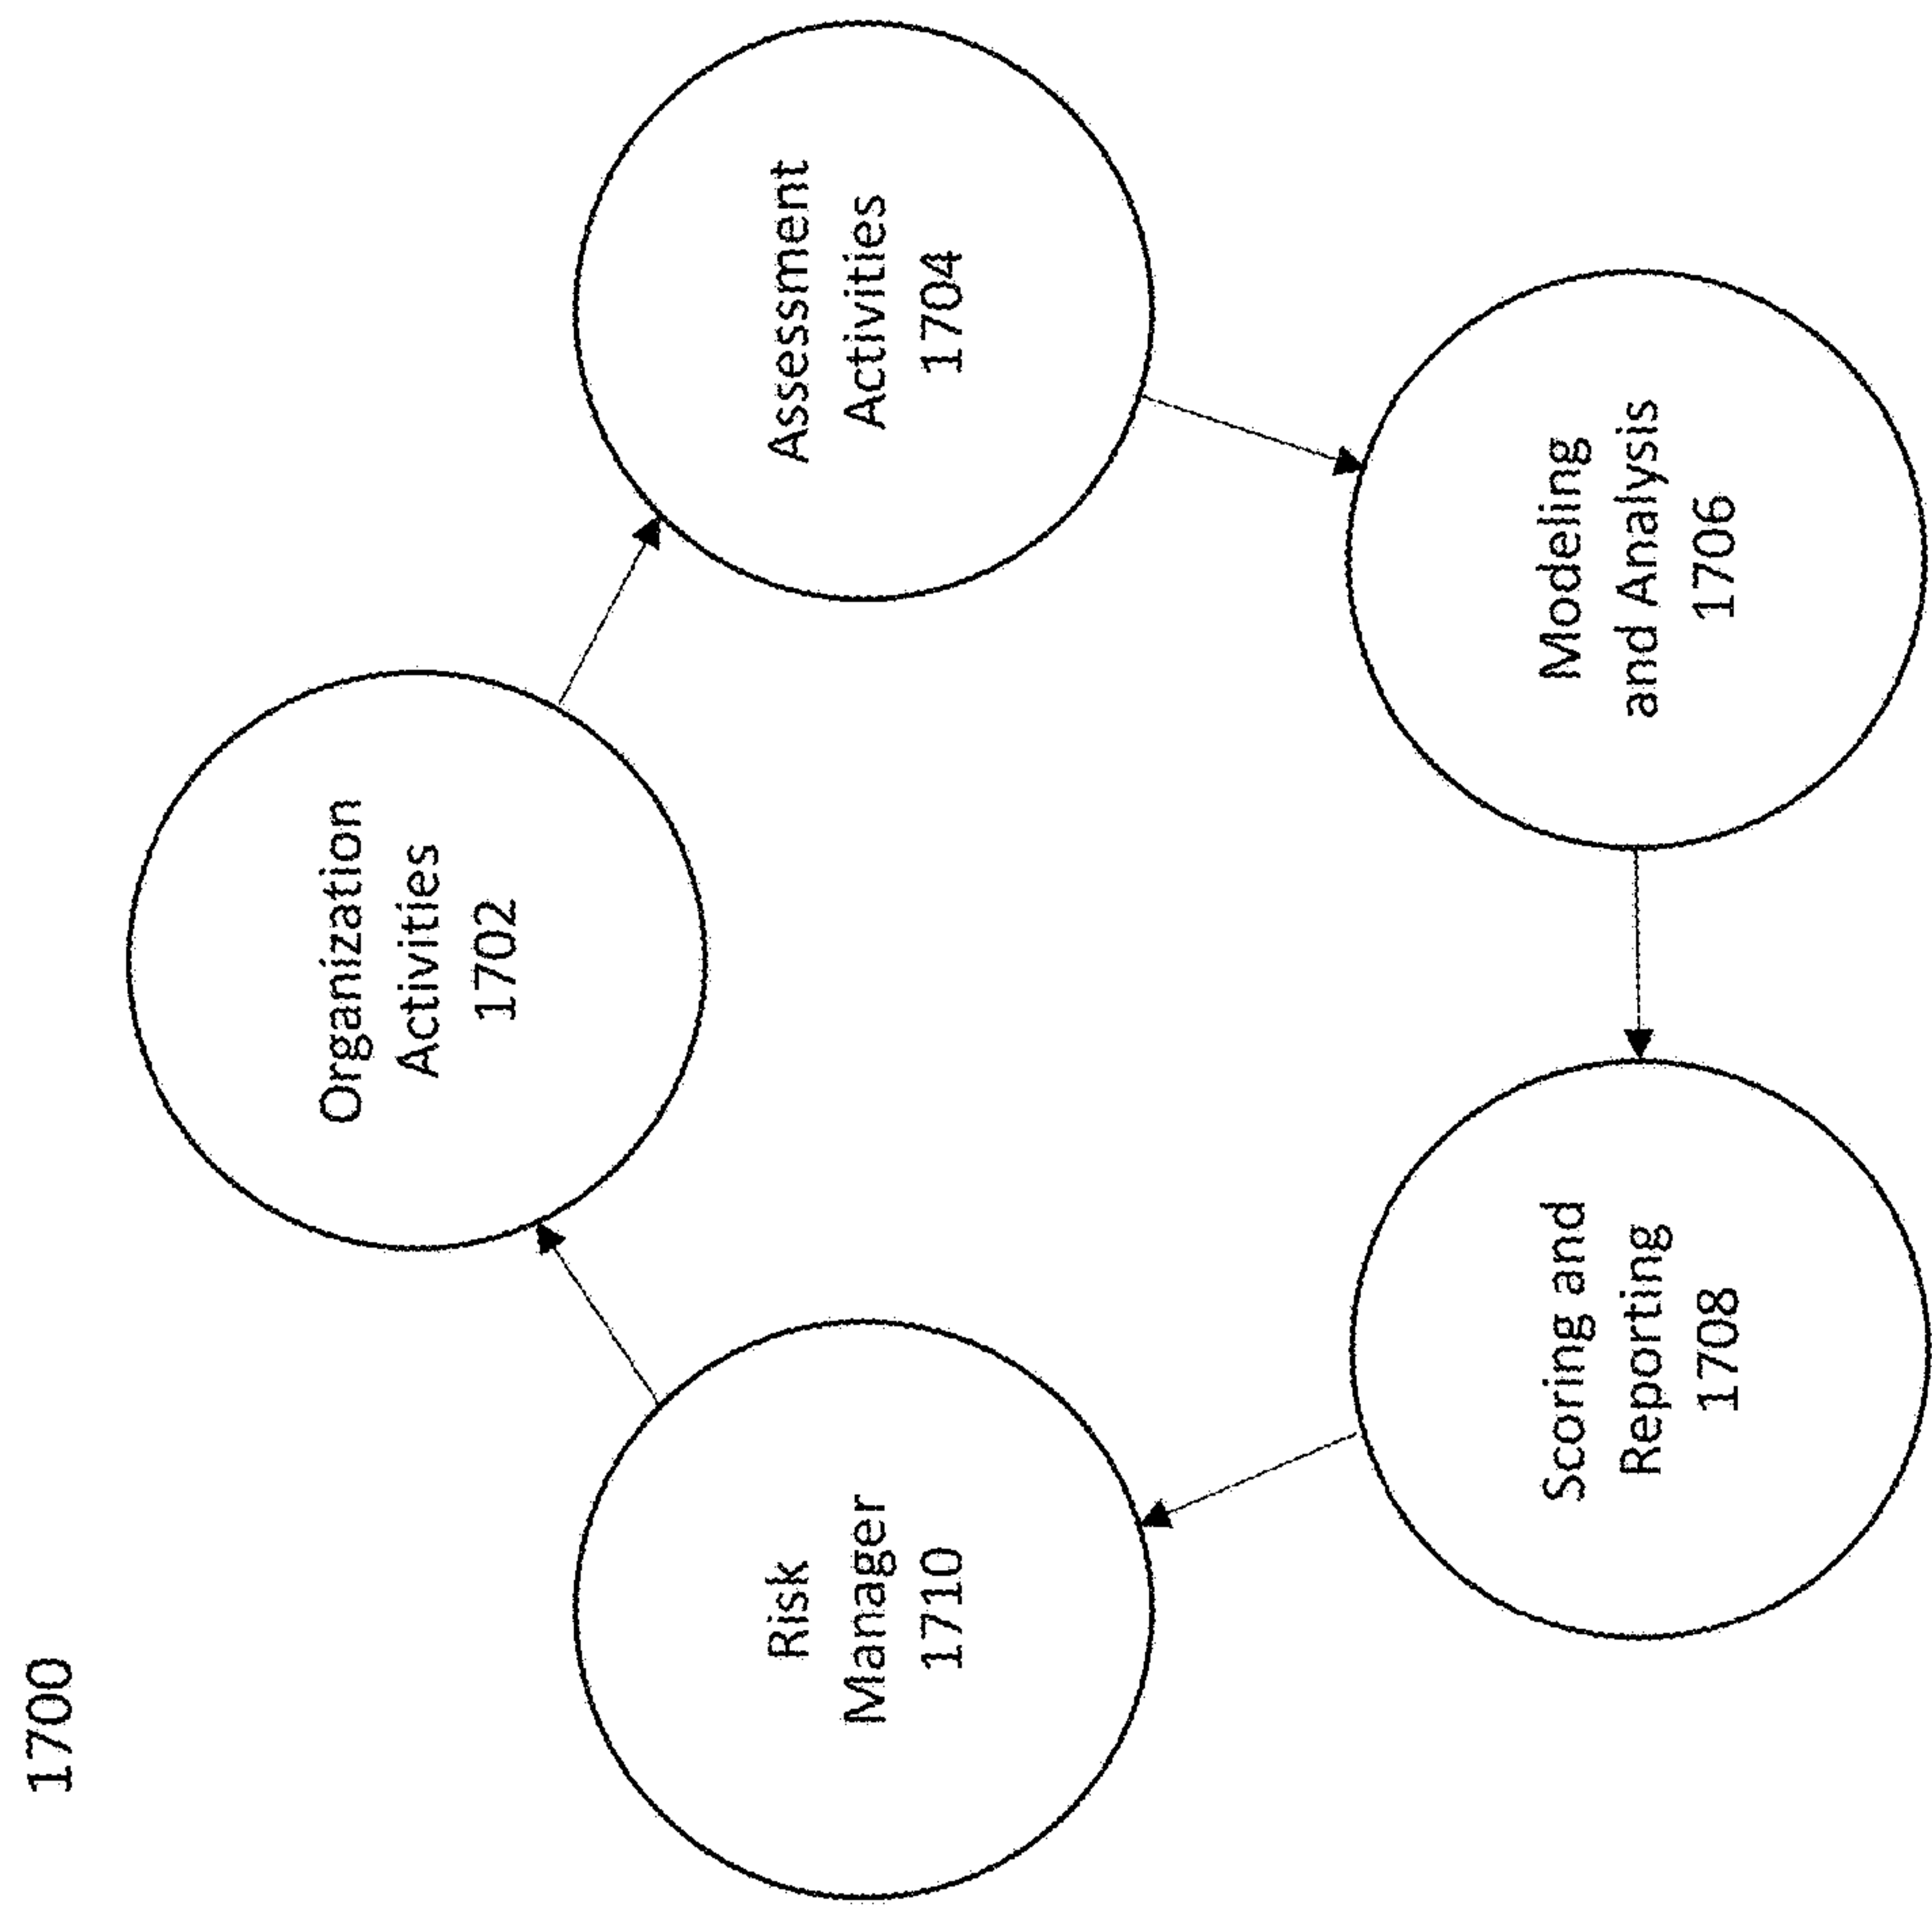 1700
Organization
Activities
1702
Assessment
Activities
1704
Modeling
and Analysis
1706
Scoring and
Reporting
1708
Risk
Manager
1710